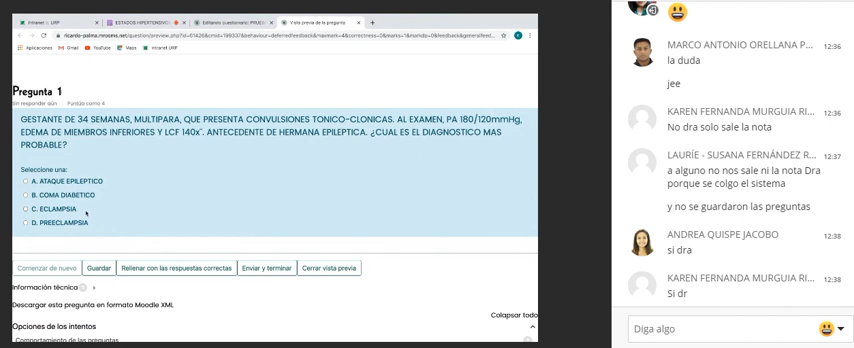 Intranet :: URP
ESTADOS HIPERTENSIVOS
Editando cuestionario: PRUEB
Vista previa de la pregunta
Aplicaciones
Gmail
YouTube
Maps
Intranet URP
Pregunta 1
Sin responder aún
Puntúa como 4
GESTANTE DE 34 SEMANAS, MULTIPARA, QUE PRESENTA CONVULSIONES TONICO-CLONICAS. AL EXAMEN, PA 180/120mmHg,
EDEMA DE MIEMBROS INFERIORES Y LCF 140x'. ANTECEDENTE DE HERMANA EPILEPTICA. ¿CUAL ES EL DIAGNOSTICO MAS
PROBABLE?
Seleccione una:
A. ATAQUE EPILEPTICO
B. COMA DIABETICO
C. ECLAMPSIA
D. PREECLAMPSIA
Comenzar de nuevo
Guardar
Rellenar con las respuestas correctas
Enviar y terminar
Cerrar vista previa
Información técnica
Descargar esta pregunta en formato Moodle XML
Colapsar todo
Opciones de los intentos
Comportamiento de las preguntas
MARCO ANTONIO ORELLANA P... 12:36
la duda
jee
KAREN FERNANDA MURGUIA RI... 12:36
No dra solo sale la nota
LAURÍE - SUSANA FERNÁNDEZ R... 12:37
a alguno no nos sale ni la nota Dra
porque se colgo el sistema
y no se guardaron las preguntas
ANDREA QUISPE JACOBO 12:38
si dra
KAREN FERNANDA MURGUIA RI... 12:38
Si dr
Diga algo